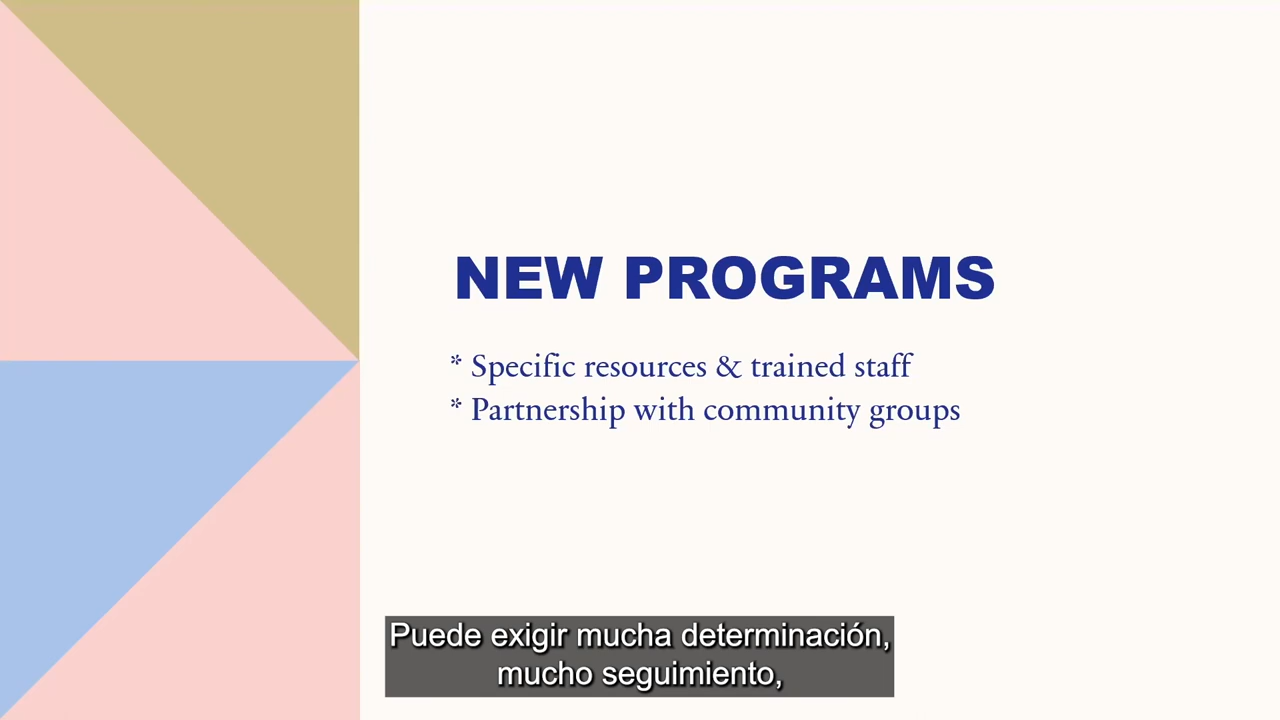 NEW PROGRAMS
* Specific resources & trained staff
* Partnership with community groups
Puede exigir mucha determinación,
mucho seguimiento,